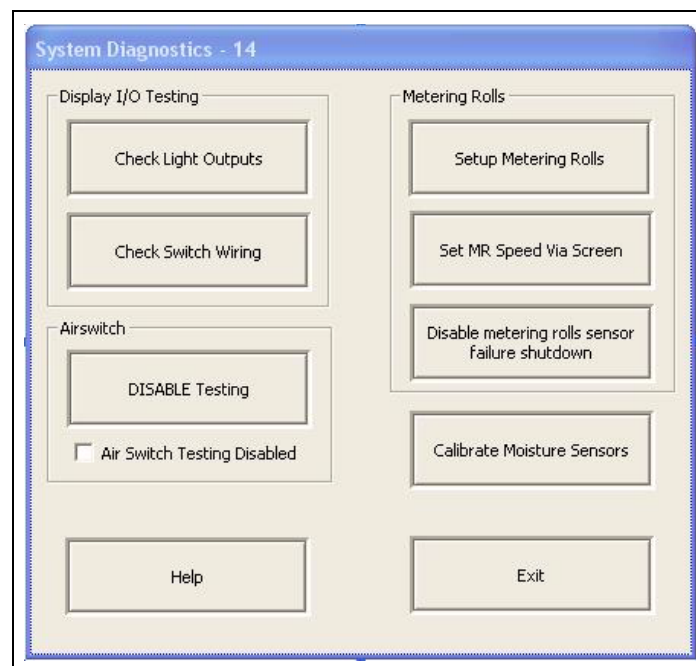 System Diagnostics - 14
Display I/O Testing
Check Light Outputs
Check Switch Wiring
Airswitch
DISABLE Testing
Air Switch Testing Disabled
Help
Metering Rolls
Setup Metering Rolls
Set MR Speed Via Screen
Disable metering rolls sensor
failure shutdown
Calibrate Moisture Sensors
Exit